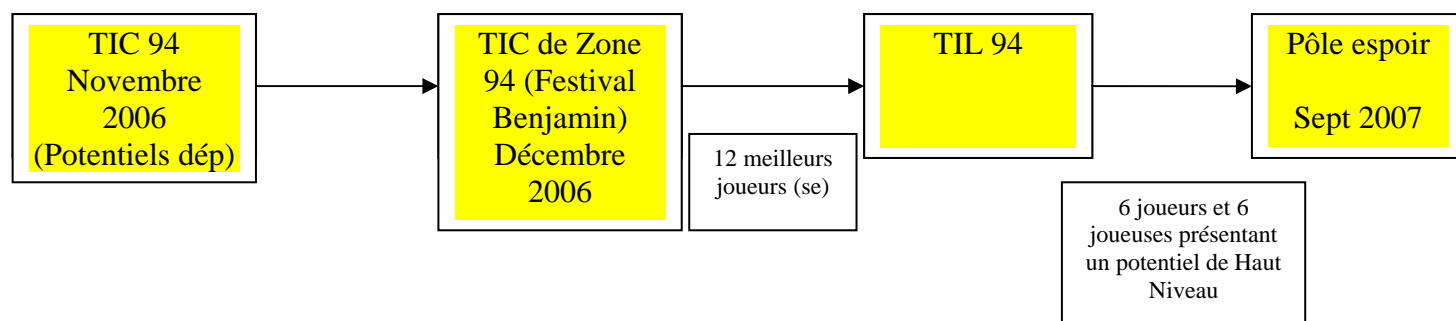 TIC 94
Novembre
2006
(Potentiels dép)
TIC de Zone
94 (Festival
Benjamin)
Décembre
2006
12 meilleurs
joueurs (se)
TIL 94
6 joueurs et 6
joueuses présentant
un potentiel de Haut
Niveau
Pôle espoir
Sept 2007